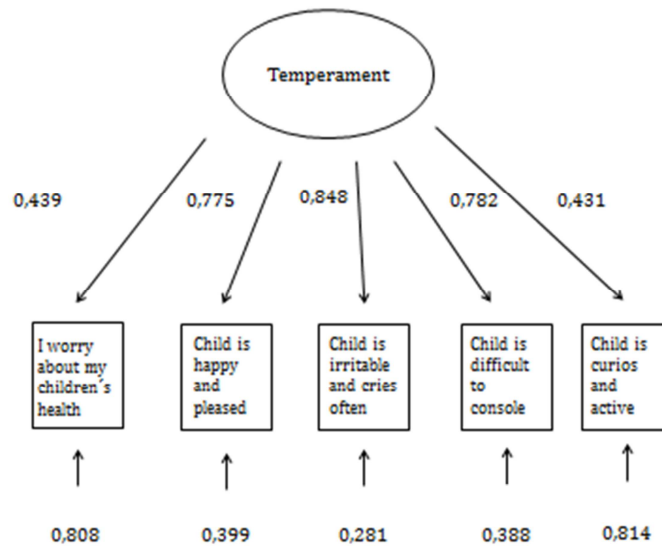 Temperament
0,439
0,775
0,848
0,782
0,431
I worry
about my
children´s
health
Child is
happy
and
pleased
Child is
irritable
and cries
often
Child is
difficult
to
console
Child is
curios
and
active
0,808
0,399
0,281
0,388
0,814